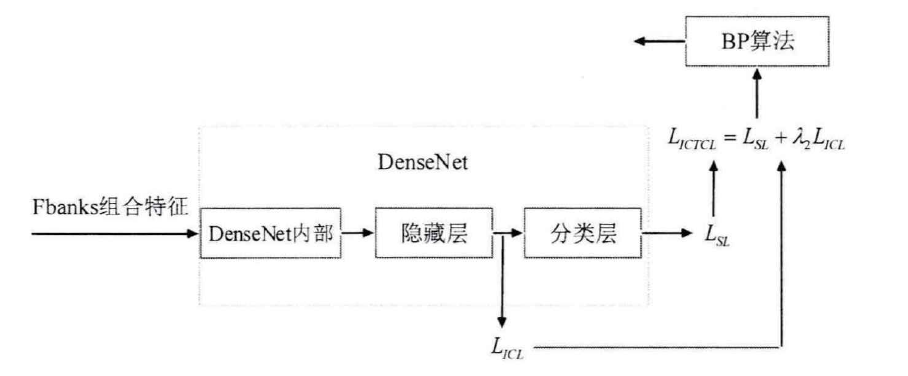 BP算法
L_{ICTCL} = L_{SL} + λ_2 L_{ICL}
DenseNet
Fbanks组合特征
DenseNet内部
隐藏层
分类层
L_{SL}
L_{ICL}